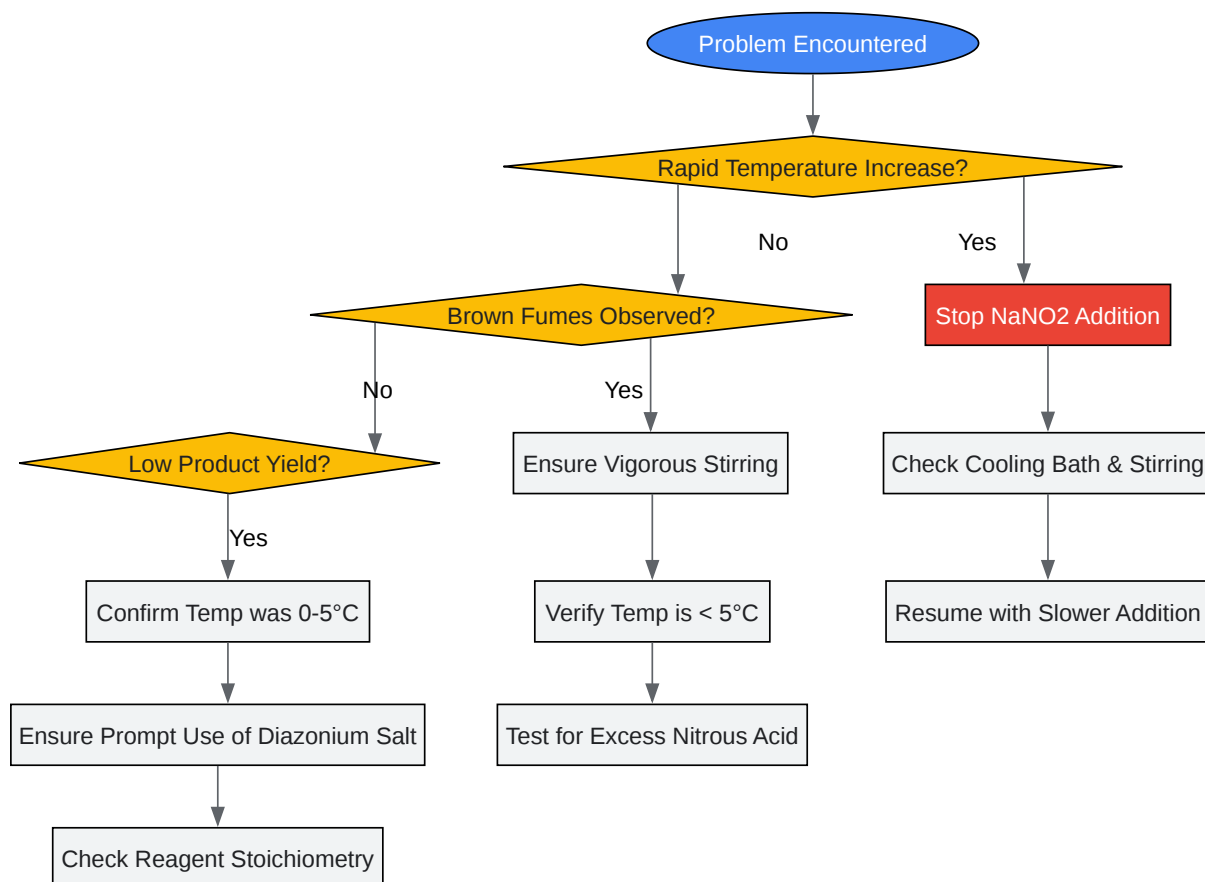 Problem Encountered
Rapid Temperature Increase?
No
Yes
Brown Fumes Observed?
Stop NaNO2 Addition
No
Yes
Low Product Yield?
Ensure Vigorous Stirring
Check Cooling Bath & Stirring
Yes
Confirm Temp was 0-5°C
Verify Temp is < 5°C
Resume with Slower Addition
Ensure Prompt Use of Diazonium Salt
Test for Excess Nitrous Acid
Check Reagent Stoichiometry